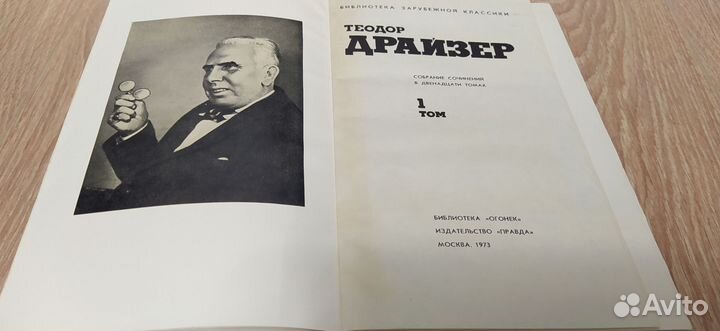 БИБЛИОТЕКА ЗАРУБЕЖНОЙ КЛАССИКИ
ТЕОДОР
ДРАЙЗЕР
СОБРАНИЕ СОЧИНЕНИЙ
В ДВЕНАДЦАТИ ТОМАХ
1
ТОМ
БИБЛИОТЕКА «ОГОНЕК»
ИЗДАТЕЛЬСТВО «ПРАВДА»
МОСКВА, 1973
Avito